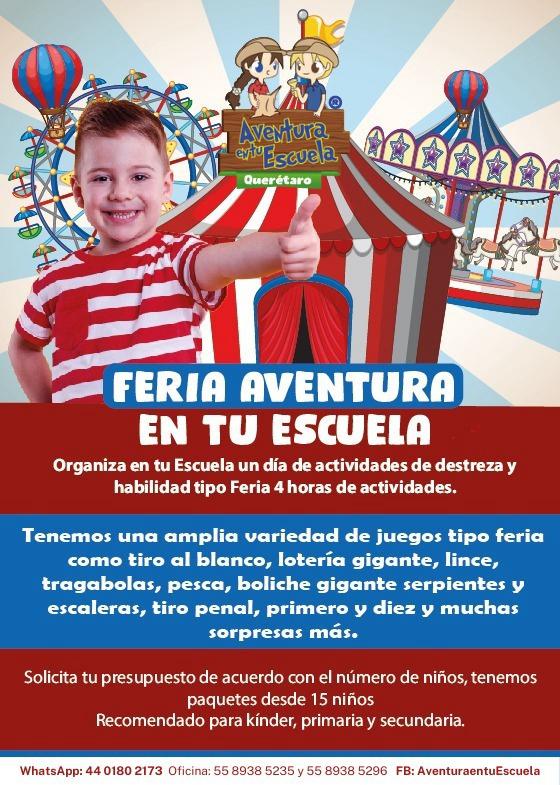 Aventura
en tu
Escuela
®
Querétaro
FERIA AVENTURA
EN TU ESCUELA
Organiza en tu Escuela un día de actividades de destreza y
habilidad tipo Feria 4 horas de actividades.
Tenemos una amplia variedad de juegos tipo feria
como tiro al blanco, lotería gigante, lince,
tragabolas, pesca, boliche gigante serpientes y
escaleras, tiro penal, primero y diez y muchas
sorpresas más.
Solicita tu presupuesto de acuerdo con el número de niños, tenemos
paquetes desde 15 niños
Recomendado para kínder, primaria y secundaria.
WhatsApp: 44 0180 2173 Oficina: 55 8938 5235 y 55 8938 5296 FB: AventuraentuEscuela